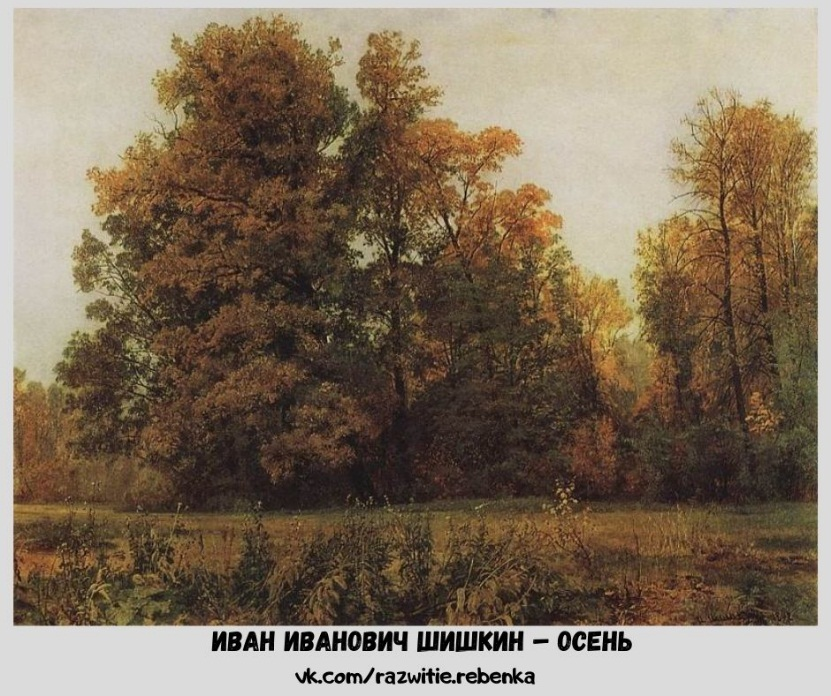 ИВАН ИВАНОВИЧ ШИШКИН – ОСЕНЬ
vk.com/razwitie.rebenka